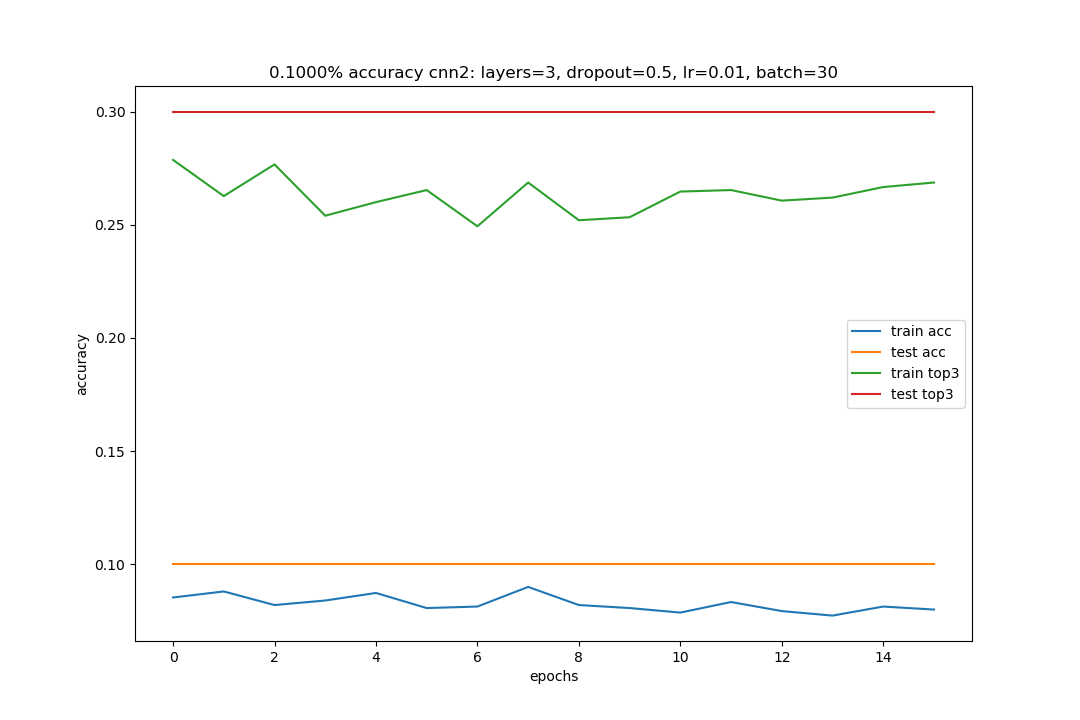 0.1000% accuracy cnn2: layers=3, dropout=0.5, lr=0.01, batch=30
0.30
0.25
0.20
0.15
0.10
accuracy
train acc
test acc
train top3
test top3
0 2 4 6 8 10 12 14
epochs